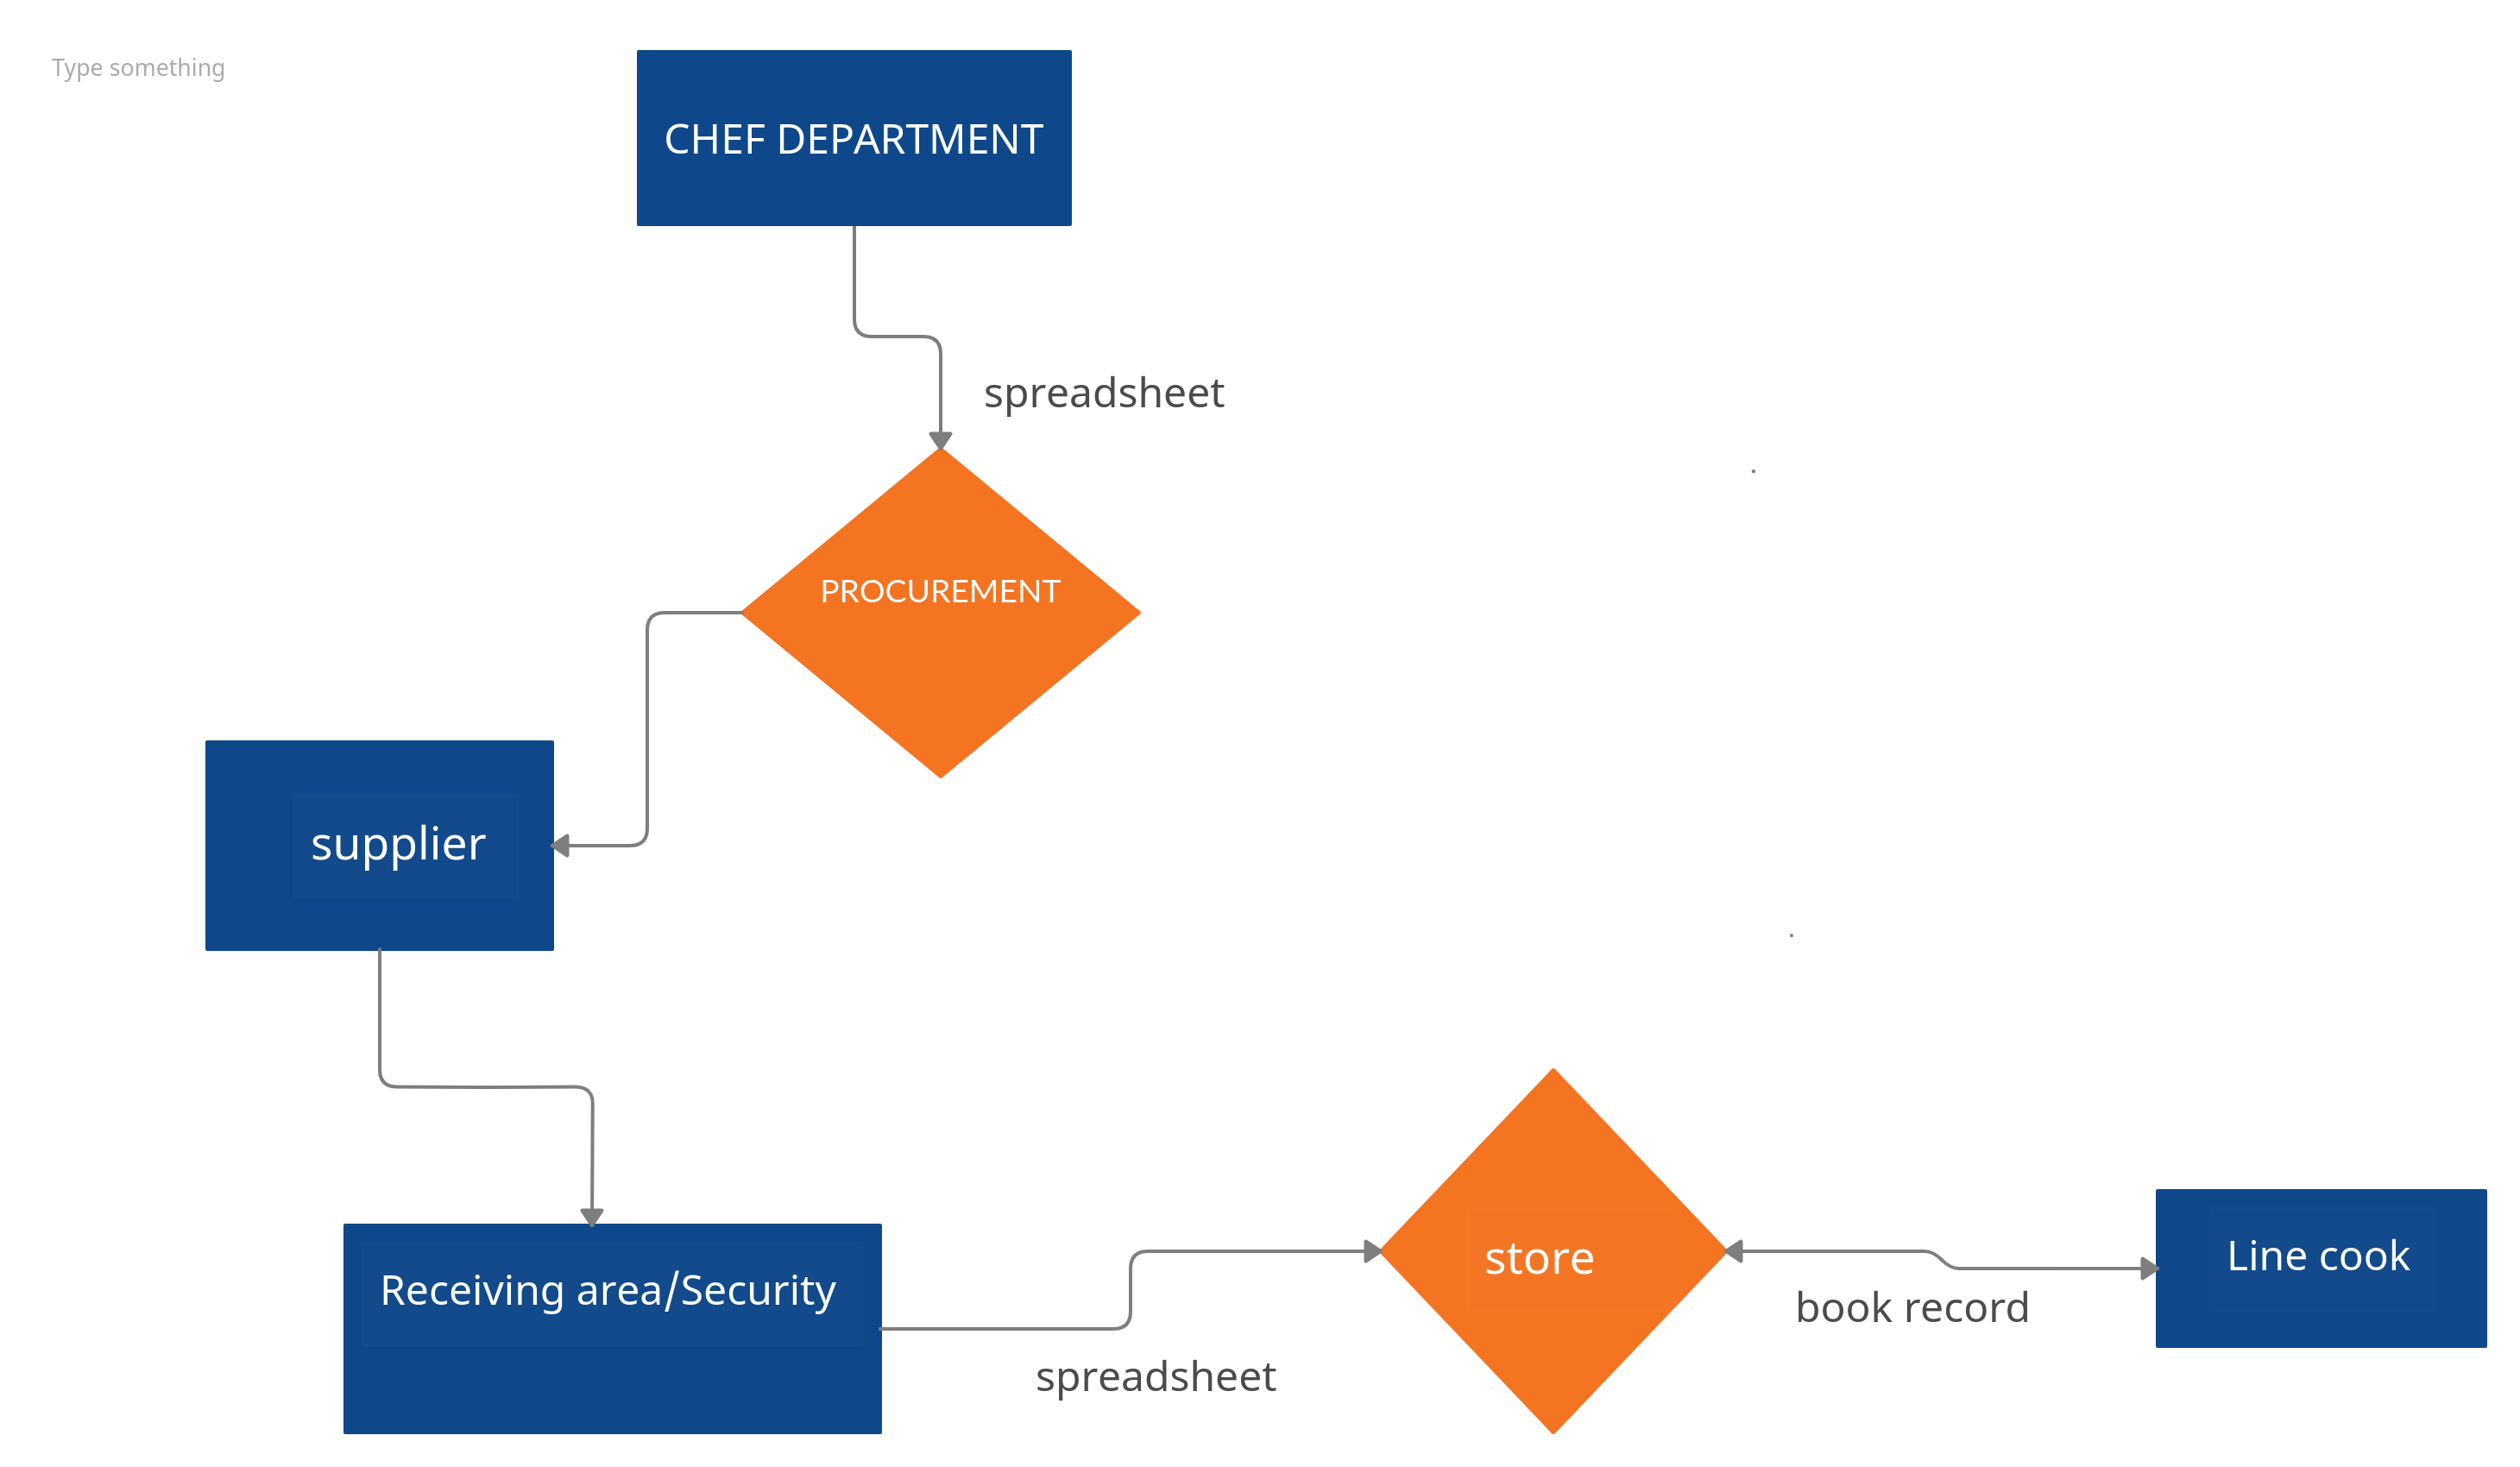 Type something
CHEF DEPARTMENT
spreadsheet
PROCUREMENT
supplier
Receiving area/Security
spreadsheet
store
book record
Line cook